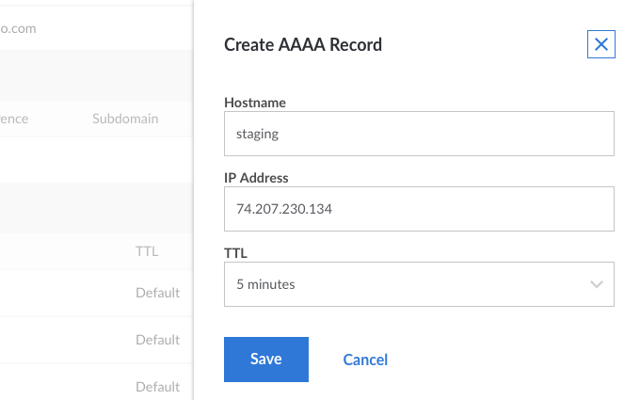 o.com
Create AAAA Record
Hostname
ence
Subdomain
staging
IP Address
74.207.230.134
TTL
TTL
5 minutes
Default
Default
Save
Cancel
Default